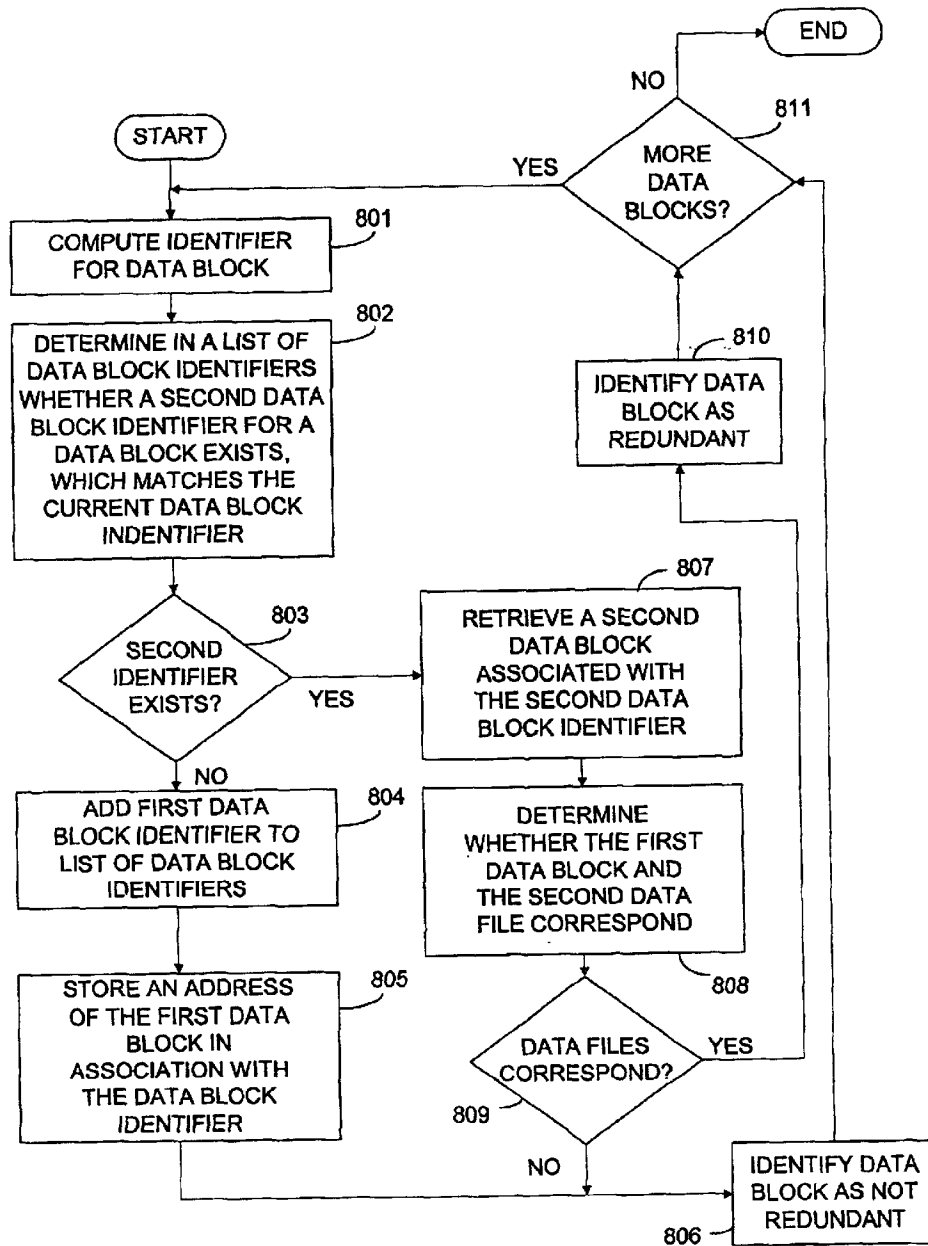 START
801
COMPUTE IDENTIFIER
FOR DATA BLOCK
802
DETERMINE IN A LIST OF
DATA BLOCK IDENTIFIERS
WHETHER A SECOND DATA
BLOCK IDENTIFIER FOR A
DATA BLOCK EXISTS,
WHICH MATCHES THE
CURRENT DATA BLOCK
INDENTIFIER
803
SECOND
IDENTIFIER
EXISTS?
YES
NO
804
ADD FIRST DATA
BLOCK IDENTIFIER TO
LIST OF DATA BLOCK
IDENTIFIERS
805
STORE AN ADDRESS
OF THE FIRST DATA
BLOCK IN
ASSOCIATION WITH
THE DATA BLOCK
IDENTIFIER
807
RETRIEVE A SECOND
DATA BLOCK
ASSOCIATED WITH
THE SECOND DATA
BLOCK IDENTIFIER
DETERMINE
WHETHER THE FIRST
DATA BLOCK AND
THE SECOND DATA
FILE CORRESPOND
808
DATA FILES
CORRESPOND?
YES
809
NO
IDENTIFY DATA
BLOCK AS NOT
REDUNDANT
806
810
IDENTIFY DATA
BLOCK AS
REDUNDANT
811
MORE
DATA
BLOCKS?
YES
NO
END